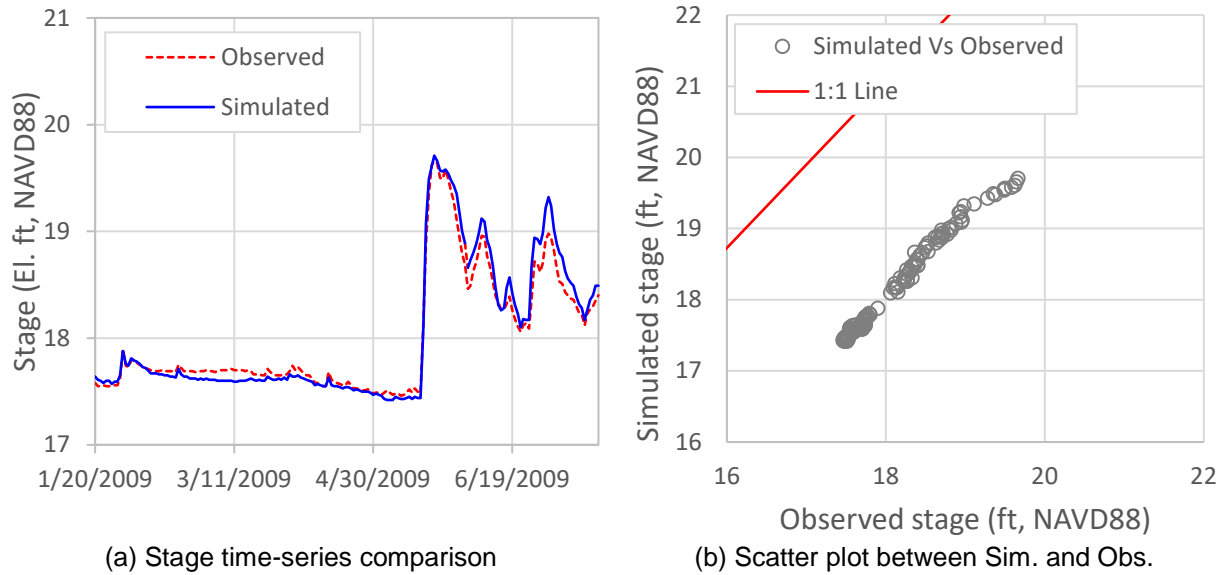 21
20
19
18
17
Stage (El. ft, NAVD88)
Observed
Simulated
1/20/2009
3/11/2009
4/30/2009
6/19/2009
(a) Stage time-series comparison
22
21
20
19
18
17
16
Simulated stage (ft, NAVD88)
Simulated Vs Observed
1:1 Line
16
18
20
22
Observed stage (ft, NAVD88)
(b) Scatter plot between Sim. and Obs.